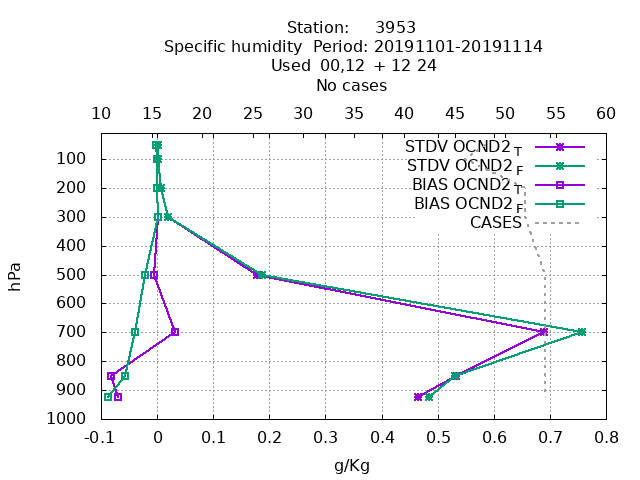 Station: 3953
Specific humidity Period: 20191101-20191114
Used 00,12 + 12 24
No cases
10 15 20 25 30 35 40 45 50 55 60
STDV OCND2 T
STDV OCND2 F
BIAS OCND2 T
BIAS OCND2 F
CASES
hPa
100
200
300
400
500
600
700
800
900
1000
-0.1 0 0.1 0.2 0.3 0.4 0.5 0.6 0.7 0.8
g/Kg